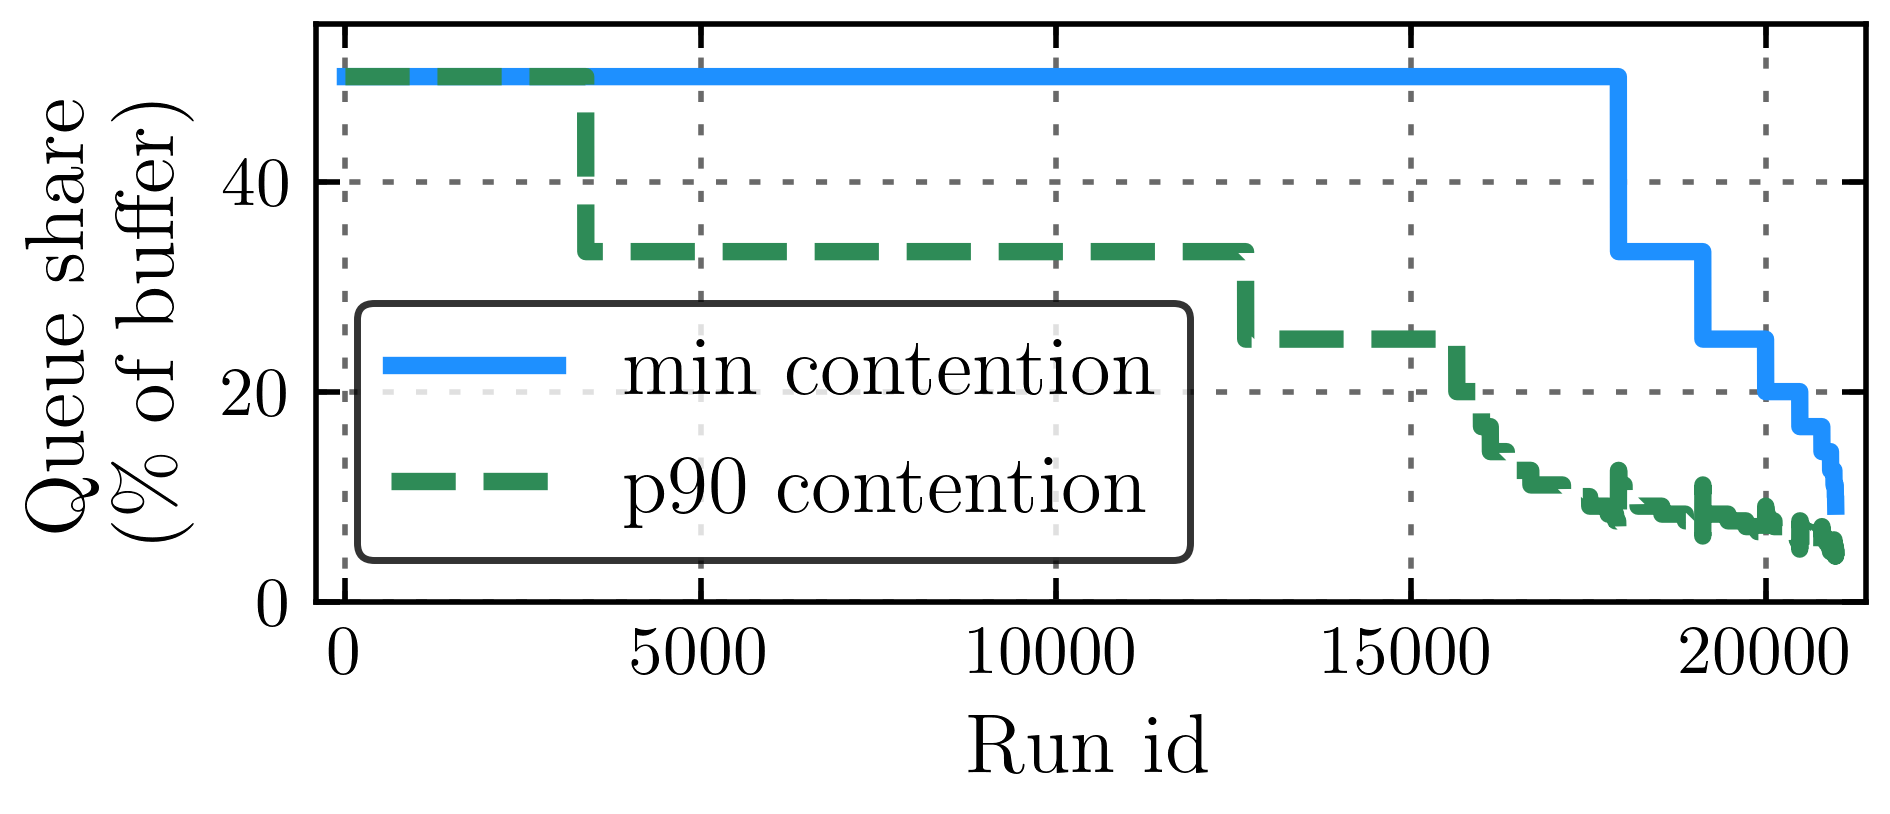 Queue share
(% of buffer)
40
20
0
min contention
p90 contention
0 5000 10000 15000 20000
Run id